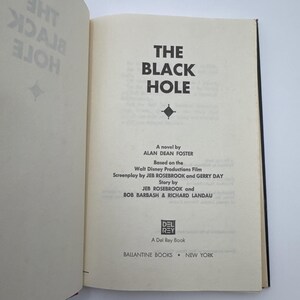 THE
BLACK
HOLE
A novel by
ALAN DEAN FOSTER
Based on the
Walt Disney Productions Film
Screenplay by JEB ROSEBROOK and GERRY DAY
Story by
JEB ROSEBROOK and
BOB BARBASH & RICHARD LANDAU
DEL
REY
A Del Rey Book
BALLANTINE BOOKS • NEW YORK